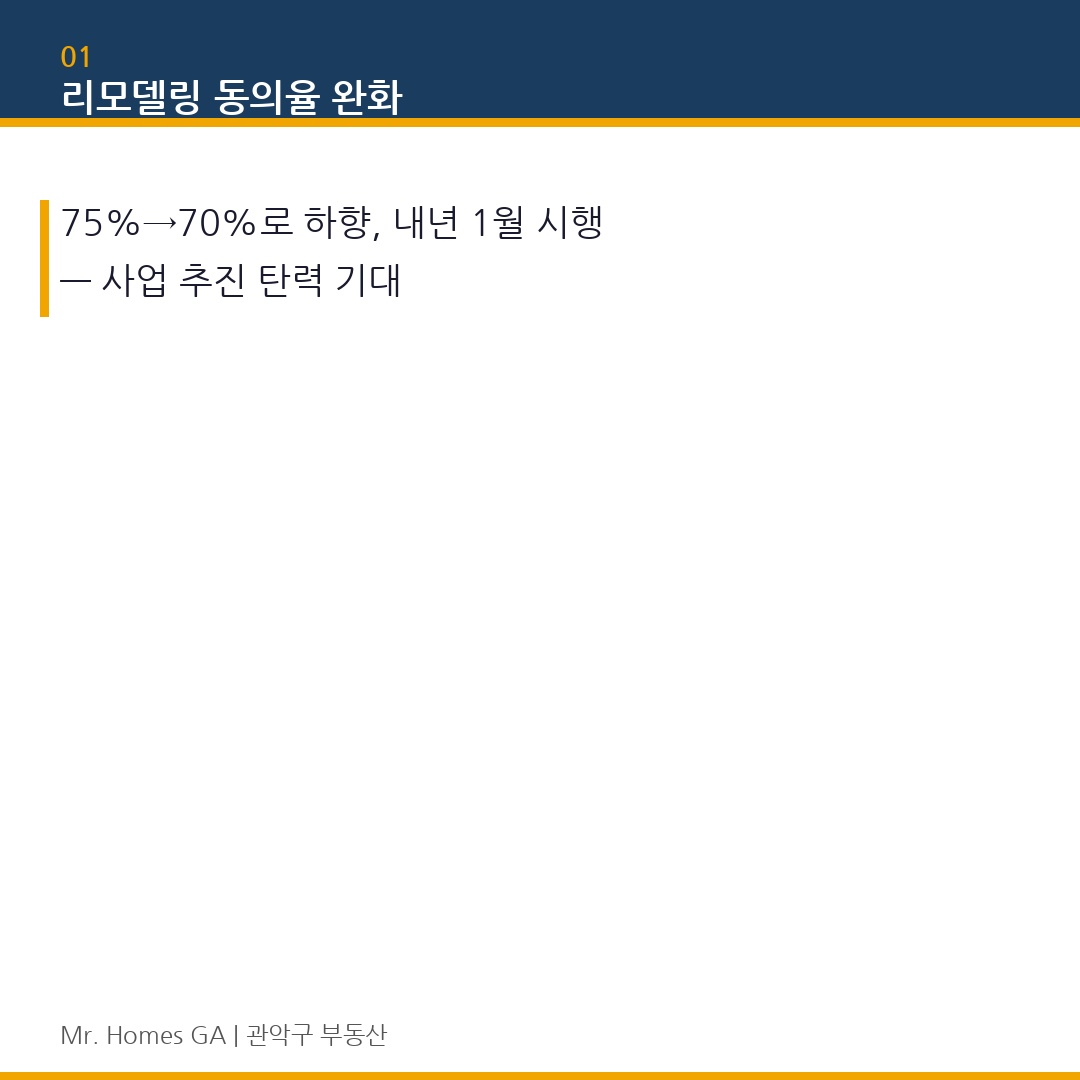 01
리모델링 동의율 완화
75%→70%로 하향, 내년 1월 시행
— 사업 추진 탄력 기대
Mr. Homes GA | 관악구 부동산